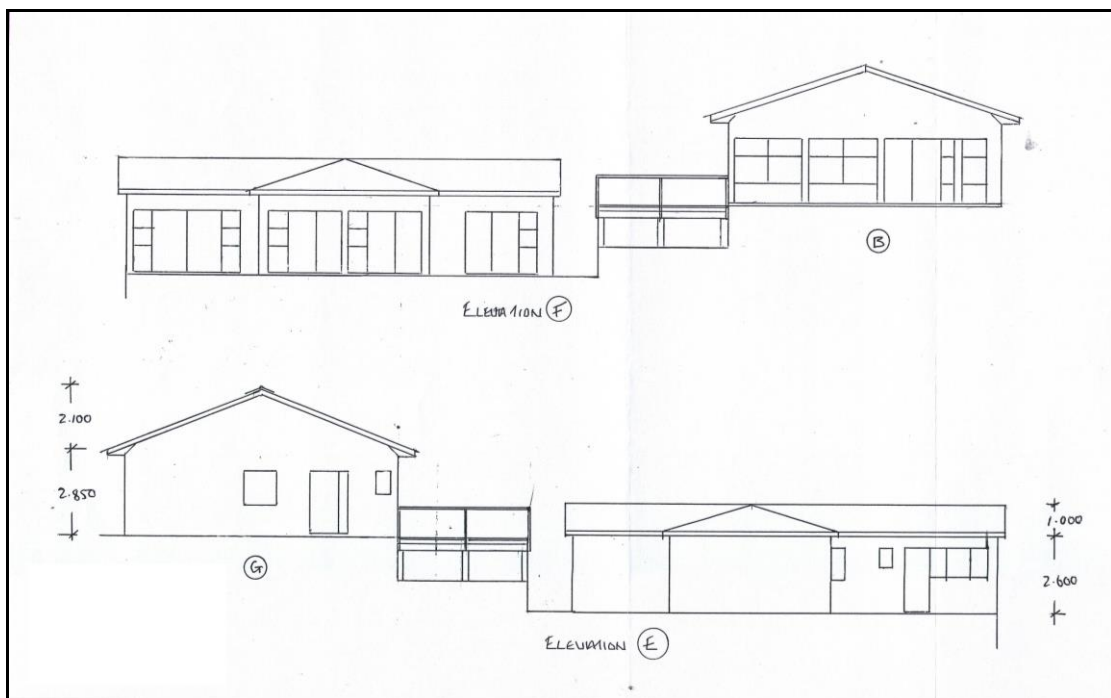 B
ELEVATION F
2.100
2.850
G
1.000
2.600
ELEVATION E